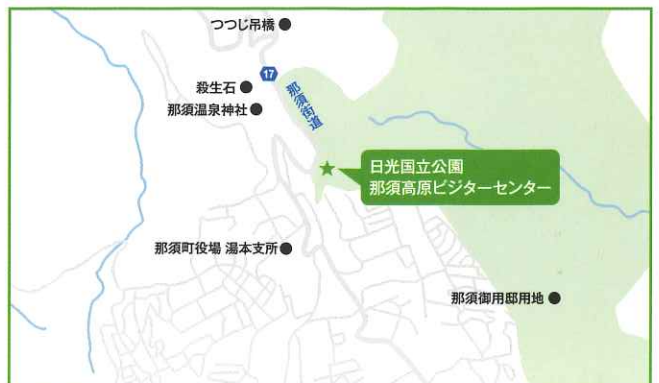 つつじ吊橋
17
殺生石
那須街道
那須温泉神社
日光国立公園
那須高原ビジターセンター
那須町役場 湯本支所
那須御用邸用地